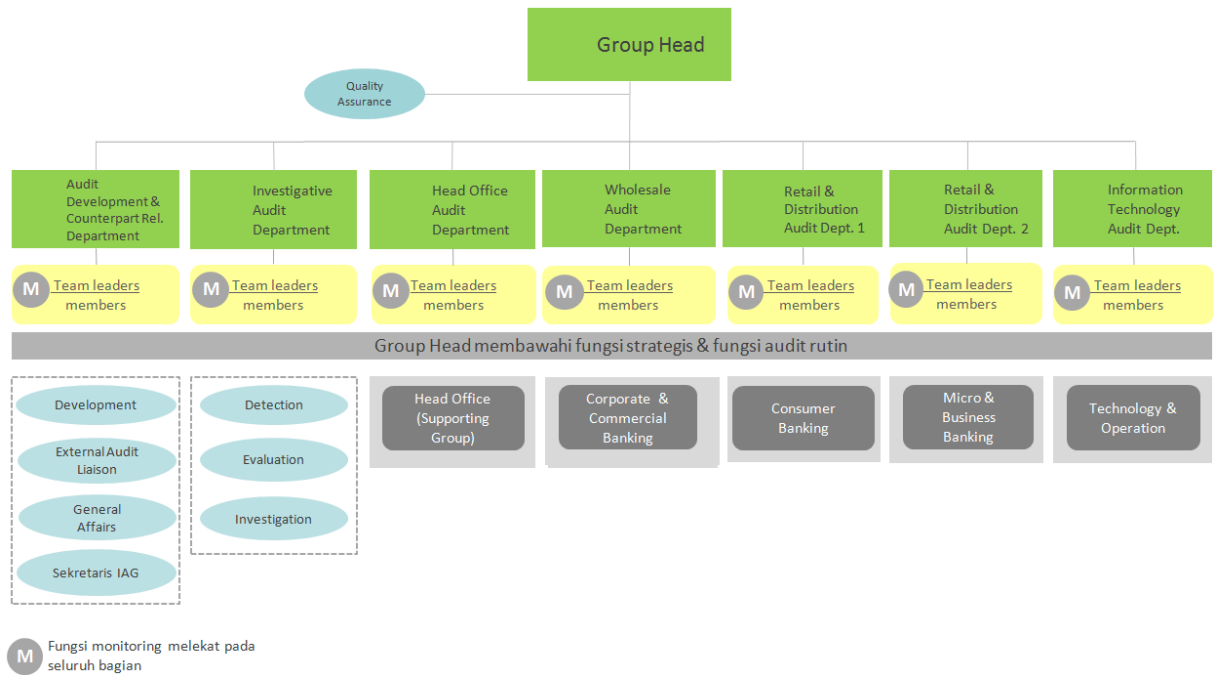 Group Head
Quality
Assurance
Audit
Development &
Counterpart Rel.
Department
Investigative
Audit
Department
Head Office
Audit
Department
Wholesale
Audit
Department
Retail &
Distribution
Audit Dept. 1
Retail &
Distribution
Audit Dept. 2
Information
Technology
Audit Dept.
M Team leaders
members
M Team leaders
members
M Team leaders
members
M Team leaders
members
M Team leaders
members
M Team leaders
members
M Team leaders
members
Group Head membawahi fungsi strategis & fungsi audit rutin
Development
External Audit
Liaison
General
Affairs
Sekretaris IAG
Detection
Evaluation
Investigation
Head Office
(Supporting
Group)
Corporate &
Commercial
Banking
Consumer
Banking
Micro &
Business
Banking
Technology &
Operation
M Fungsi monitoring melekat pada
seluruh bagian